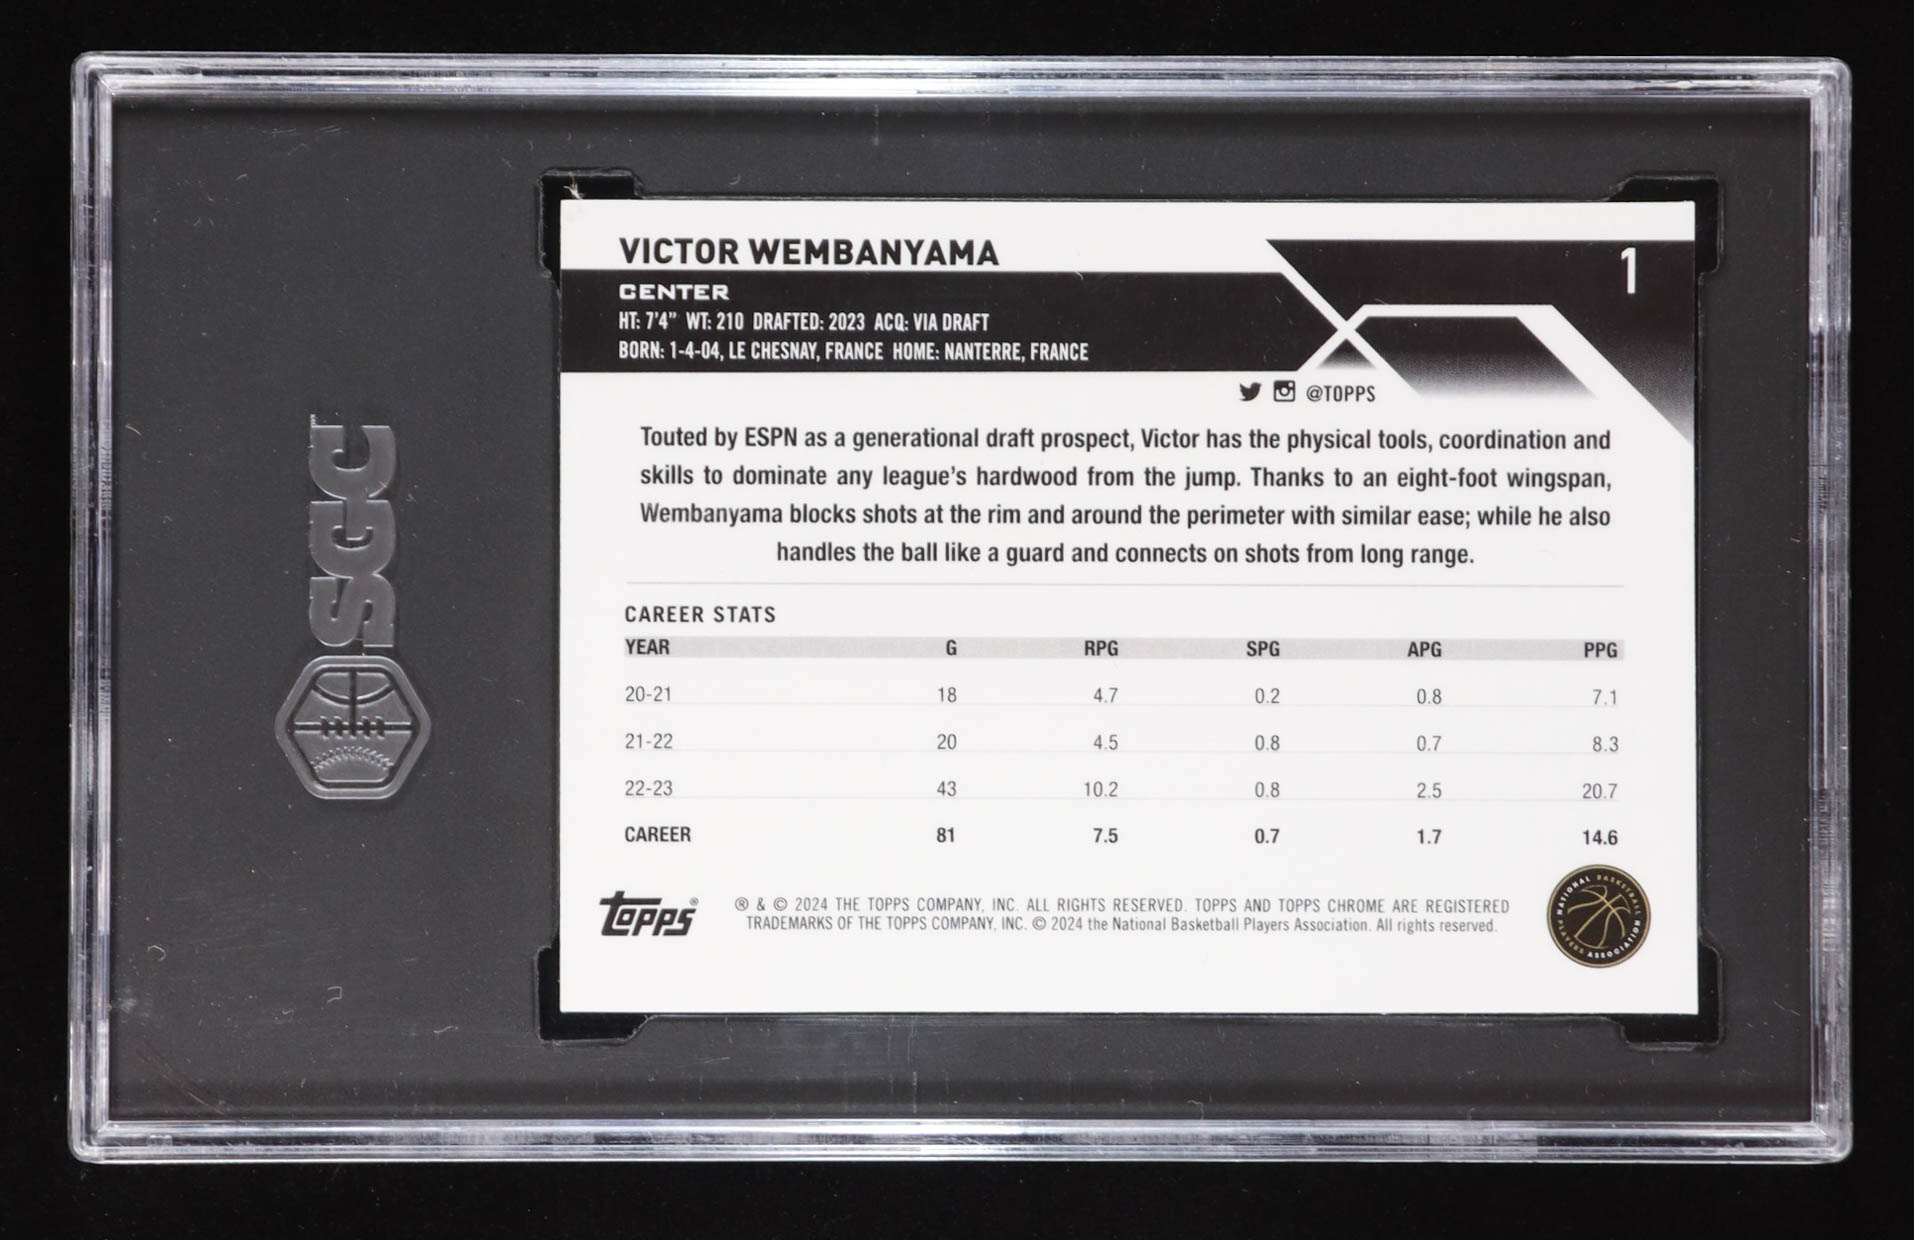 SGC
VICTOR WEMBANYAMA
1
CENTER
HT: 7'4" WT: 210 DRAFTED: 2023 ACQ: VIA DRAFT
BORN: 1-4-04, LE CHESNAY, FRANCE HOME: NANTERRE, FRANCE
@TOPPS
Touted by ESPN as a generational draft prospect, Victor has the physical tools, coordination and
skills to dominate any league's hardwood from the jump. Thanks to an eight-foot wingspan,
Wembanyama blocks shots at the rim and around the perimeter with similar ease; while he also
handles the ball like a guard and connects on shots from long range.
CAREER STATS
YEAR G RPG SPG APG PPG
20-21 18 4.7 0.2 0.8 7.1
21-22 20 4.5 0.8 0.7 8.3
22-23 43 10.2 0.8 2.5 20.7
CAREER 81 7.5 0.7 1.7 14.6
Topps®
® & © 2024 THE TOPPS COMPANY, INC. ALL RIGHTS RESERVED. TOPPS AND TOPPS CHROME ARE REGISTERED
TRADEMARKS OF THE TOPPS COMPANY, INC. © 2024 the National Basketball Players Association. All rights reserved.
NATIONAL BASKETBALL
PLAYERS ASSOCIATION